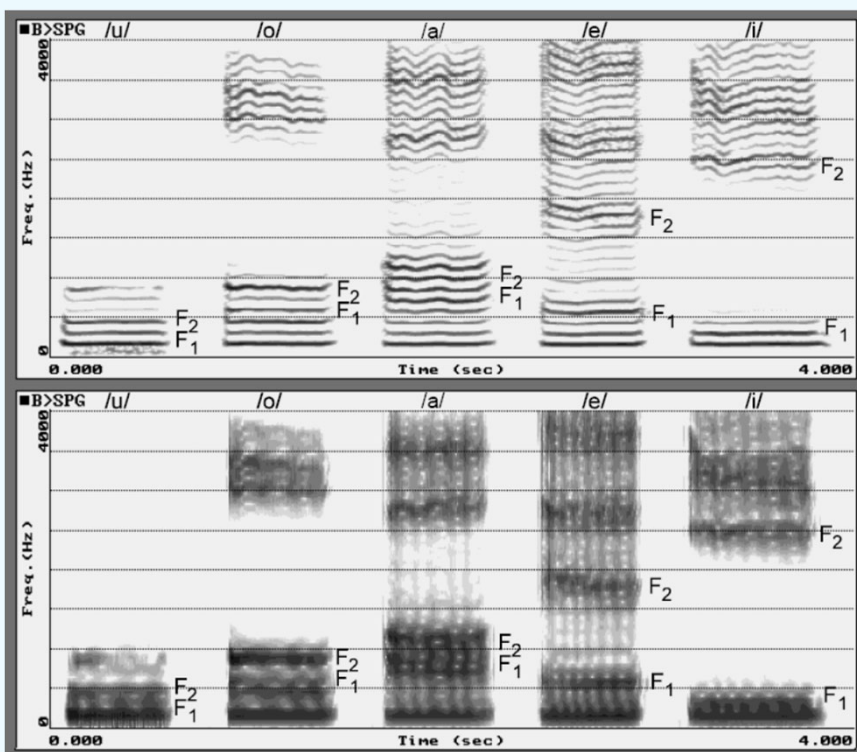 ■B>SPG /u/ /o/ /a/ /e/ /i/
4000
Freq.(Hz)
F2
F2
F2
F2
F1
F1
F1
F1
F1
0
0.000 Time (sec) 4.000
■B>SPG /u/ /o/ /a/ /e/ /i/
4000
Freq.(Hz)
F2
F2
F2
F2
F1
F2
F1
F1
F1
F1
0
0.000 Time (sec) 4.000